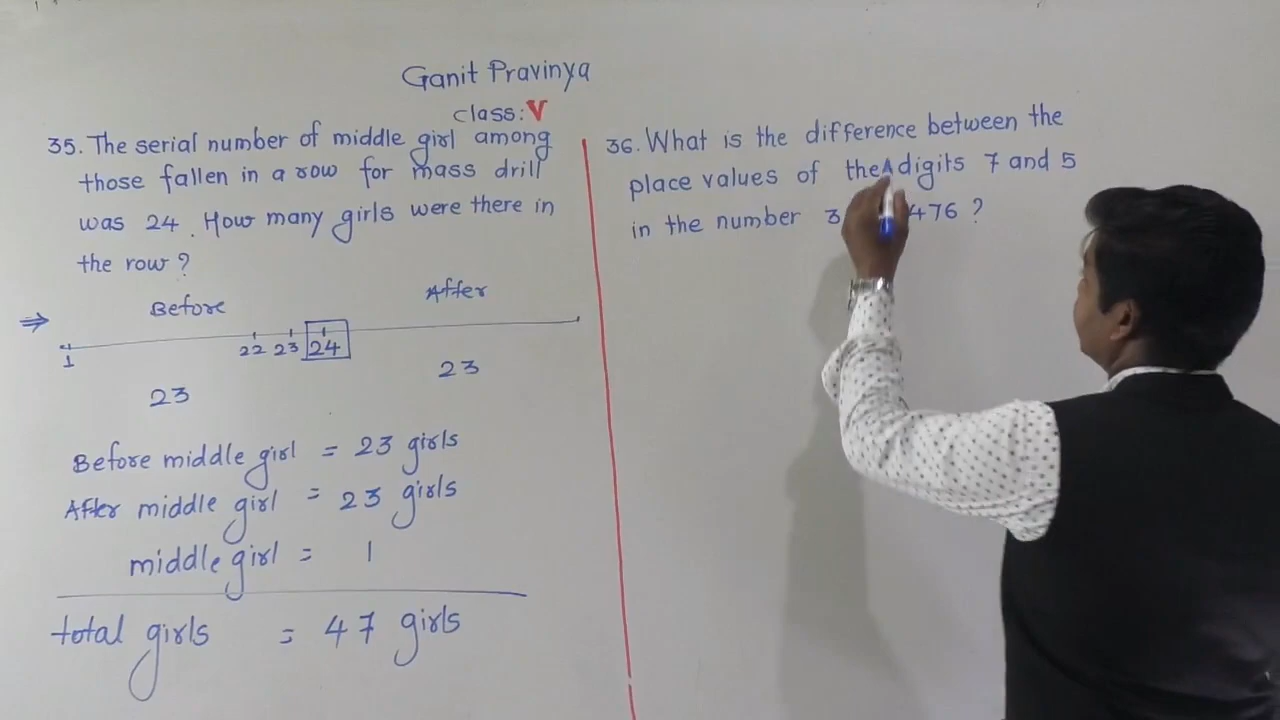 Ganit Pravinya
class: V
35. The serial number of middle girl among
those fallen in a row for mass drill
was 24. How many girls were there in
the row?
Before After
⇒ 1 22 23 24
23 23
Before middle girl = 23 girls
After middle girl = 23 girls
middle girl = 1
total girls = 47 girls
36. What is the difference between the
place values of the digits 7 and 5
in the number 3 476 ?